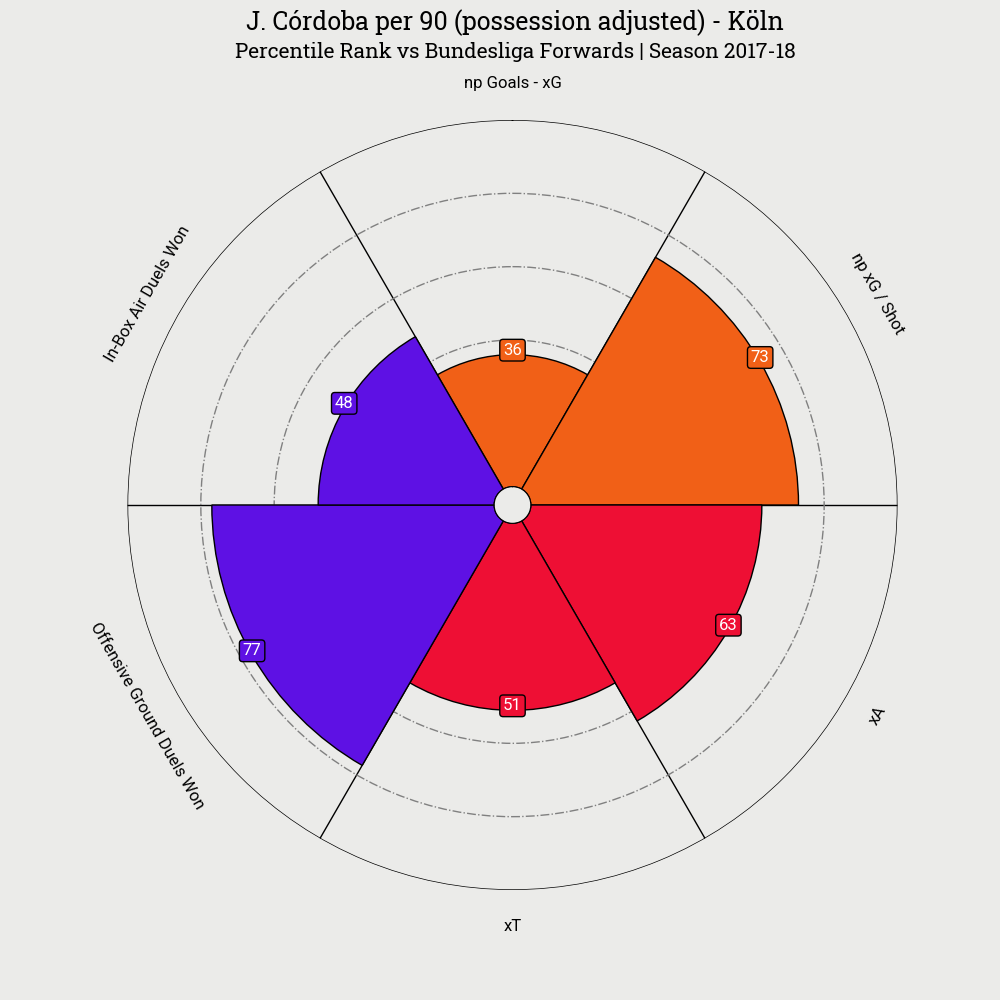 J. Córdoba per 90 (possession adjusted) - Köln
Percentile Rank vs Bundesliga Forwards | Season 2017-18
np Goals - xG
36
np xG / Shot
73
xA
63
xT
51
Offensive Ground Duels Won
77
In-Box Air Duels Won
48